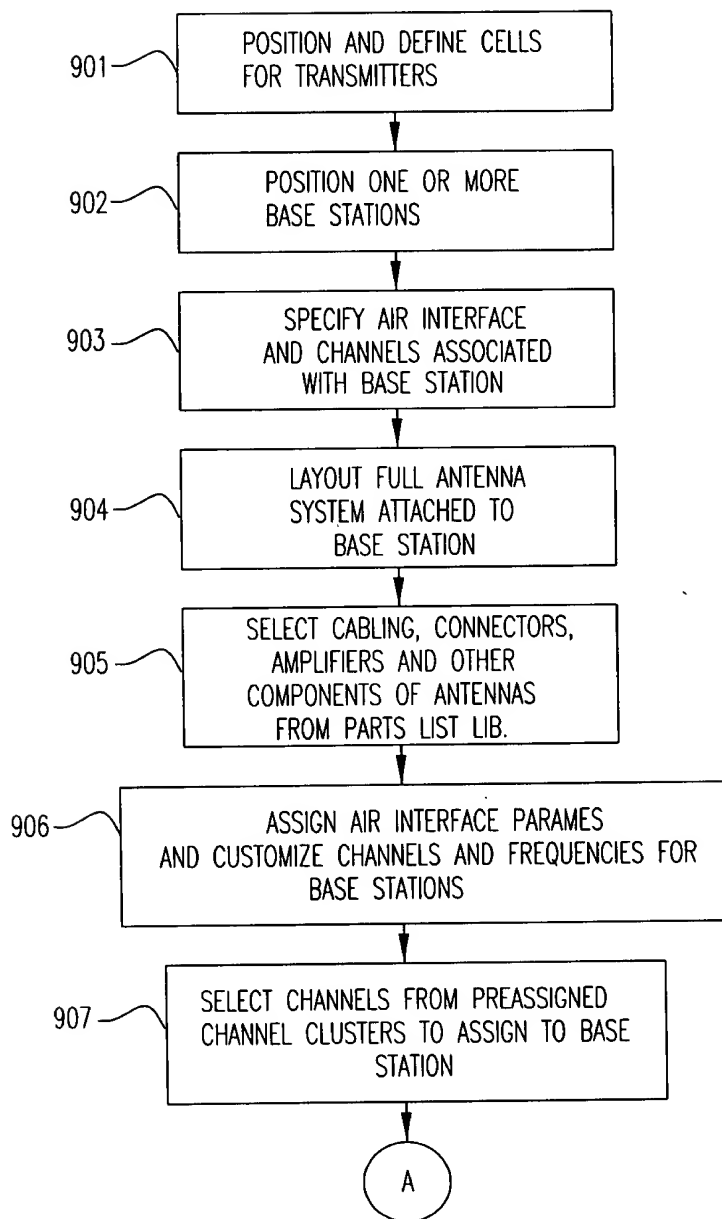 901
POSITION AND DEFINE CELLS
FOR TRANSMITTERS
902
POSITION ONE OR MORE
BASE STATIONS
903
SPECIFY AIR INTERFACE
AND CHANNELS ASSOCIATED
WITH BASE STATION
904
LAYOUT FULL ANTENNA
SYSTEM ATTACHED TO
BASE STATION
905
SELECT CABLING, CONNECTORS,
AMPLIFIERS AND OTHER
COMPONENTS OF ANTENNAS
FROM PARTS LIST LIB.
906
ASSIGN AIR INTERFACE PARAMES
AND CUSTOMIZE CHANNELS AND FREQUENCIES FOR
BASE STATIONS
907
SELECT CHANNELS FROM PREASSIGNED
CHANNEL CLUSTERS TO ASSIGN TO BASE
STATION
A